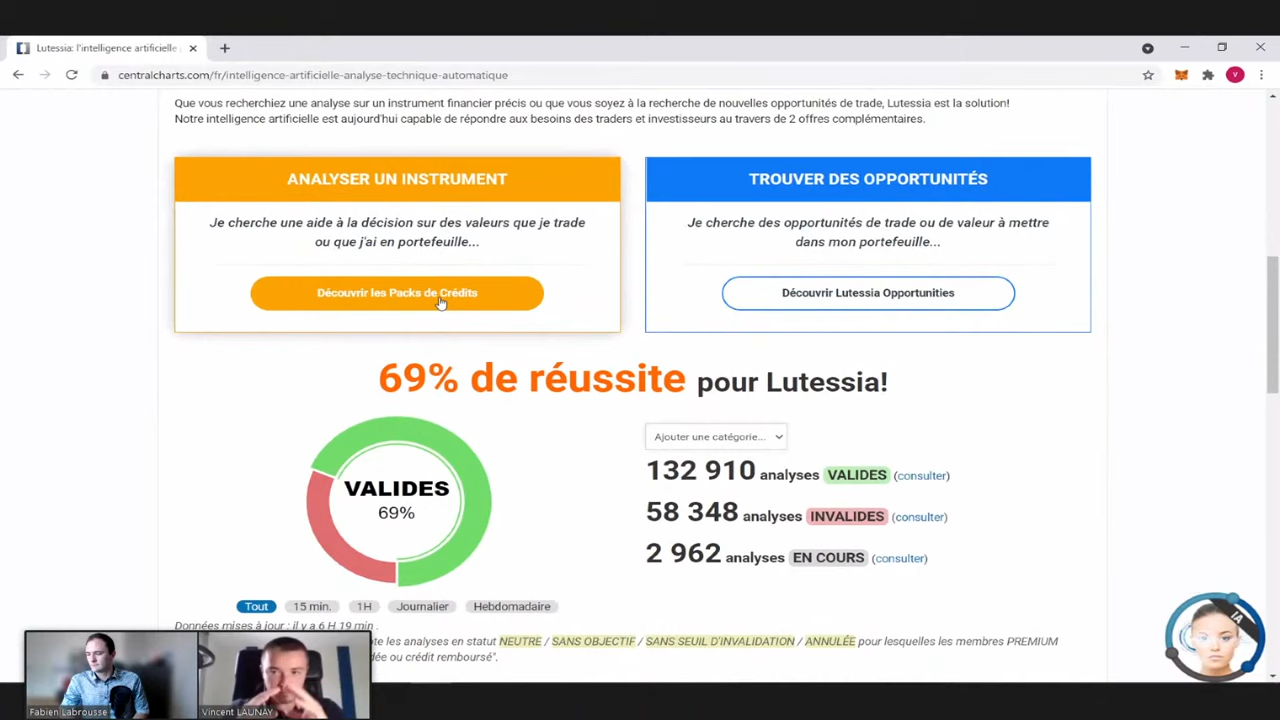 Lutessia: l'intelligence artificielle
centralcharts.com/fr/intelligence-artificielle-analyse-technique-automatique
V
Que vous recherchiez une analyse sur un instrument financier précis ou que vous soyez à la recherche de nouvelles opportunités de trade, Lutessia est la solution!
Notre intelligence artificielle est aujourd'hui capable de répondre aux besoins des traders et investisseurs au travers de 2 offres complémentaires.
ANALYSER UN INSTRUMENT
Je cherche une aide à la décision sur des valeurs que je trade
ou que j'ai en portefeuille...
Découvrir les Packs de Crédits
TROUVER DES OPPORTUNITÉS
Je cherche des opportunités de trade ou de valeur à mettre
dans mon portefeuille...
Découvrir Lutessia Opportunities
69% de réussite pour Lutessia!
VALIDES
69%
Ajouter une catégorie...
132 910 analyses VALIDES (consulter)
58 348 analyses INVALIDES (consulter)
2 962 analyses EN COURS (consulter)
Tout 15 min. 1H Journalier Hebdomadaire
Données mises à jour : il y a 6 H 19 min .
te les analyses en statut NEUTRE / SANS OBJECTIF / SANS SEUIL D'INVALIDATION / ANNULÉE pour lesquelles les membres PREMIUM
dée ou crédit remboursé".
IA
Fabien Labrousse
Vincent LAUNAY